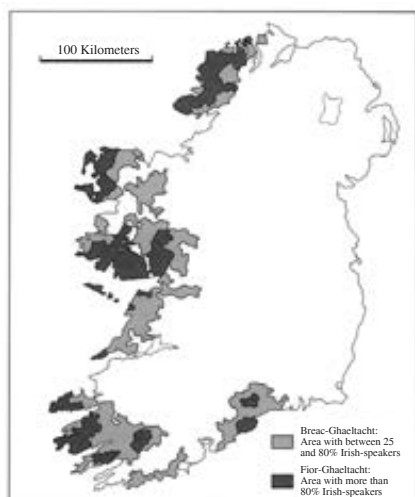 100 Kilometers
Breac-Ghaeltacht:
Area with between 25
and 80% Irish-speakers
Fior-Ghaeltacht:
Area with more than
80% Irish-speakers